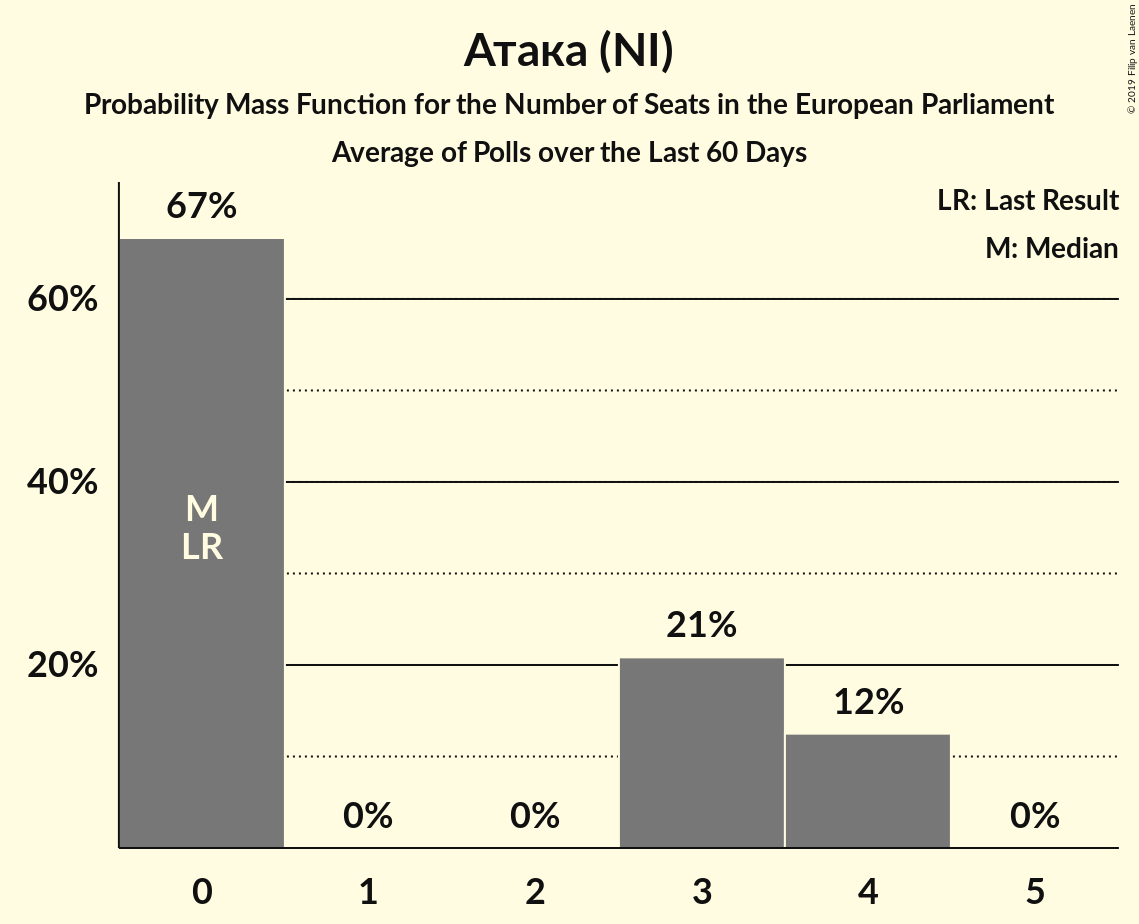 Атака (NI)
Probability Mass Function for the Number of Seats in the European Parliament
Average of Polls over the Last 60 Days
© 2019 Filip van Laenen
LR: Last Result
M: Median
67%
60%
40%
M
LR
21%
20%
12%
0%
0%
0%
0 1 2 3 4 5